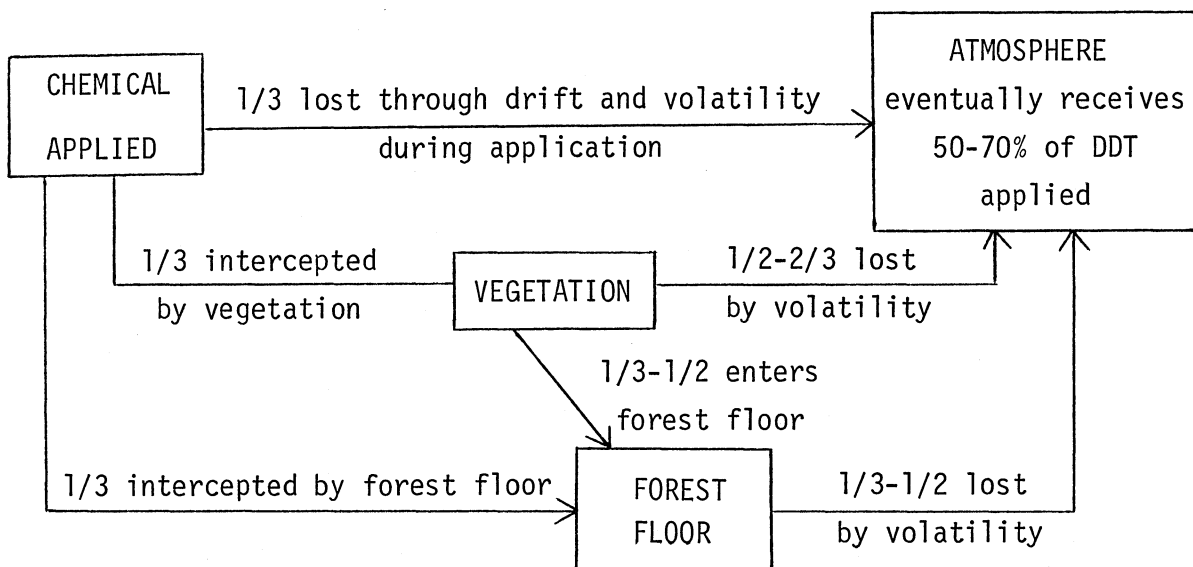 CHEMICAL
APPLIED
1/3 lost through drift and volatility
during application
ATMOSPHERE
eventually receives
50-70% of DDT
applied
1/3 intercepted
by vegetation
VEGETATION
1/2-2/3 lost
by volatility
1/3-1/2 enters
forest floor
1/3 intercepted by forest floor
FOREST
FLOOR
1/3-1/2 lost
by volatility